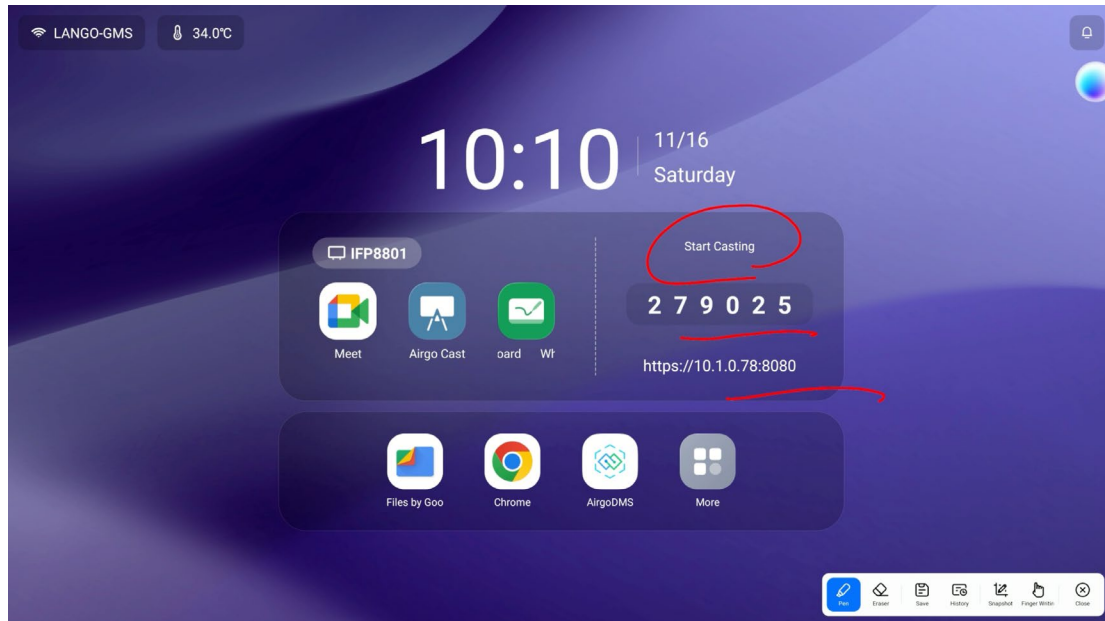 LANGO-GMS
34.0℃
10:10
11/16
Saturday
IFP8801
Start Casting
279025
https://10.1.0.78:8080
Meet
Airgo Cast
oard Wh
Files by Goo
Chrome
AirgoDMS
More
Pen
Eraser
Save
History
Snapshot
Finger Writin
Close